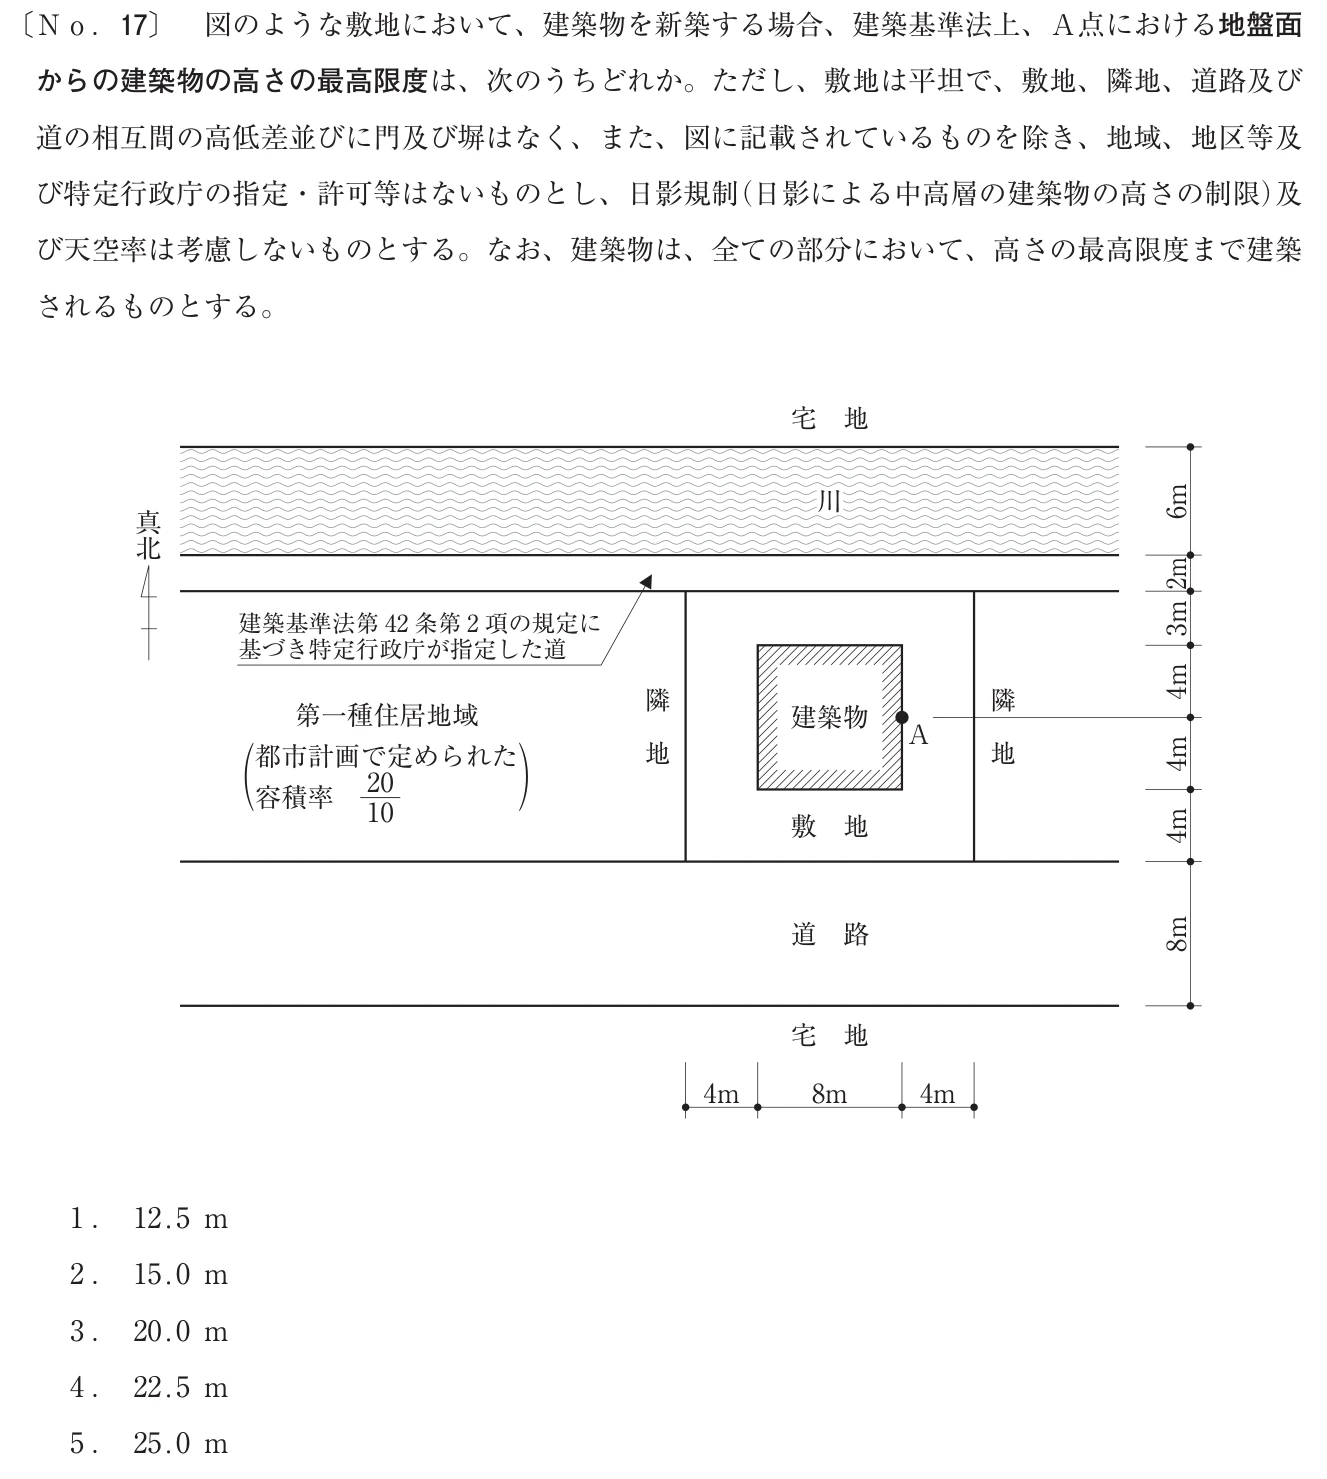 〔Ｎｏ．17〕　図のような敷地において、建築物を新築する場合、建築基準法上、Ａ点における地盤面
からの建築物の高さの最高限度は、次のうちどれか。ただし、敷地は平坦で、敷地、隣地、道路及び
道の相互間の高低差並びに門及び塀はなく、また、図に記載されているものを除き、地域、地区等及
び特定行政庁の指定・許可等はないものとし、日影規制(日影による中高層の建築物の高さの制限)及
び天空率は考慮しないものとする。なお、建築物は、全ての部分において、高さの最高限度まで建築
されるものとする。
宅　地
川
6m
真北
2m
建築基準法第 42 条第 2 項の規定に
基づき特定行政庁が指定した道
3m
第一種住居地域
(都市計画で定められた
容積率　20/10)
隣地
建築物
A
隣地
4m
4m
敷　地
4m
道　路
8m
宅　地
4m
8m
4m
1．　12.5 m
2．　15.0 m
3．　20.0 m
4．　22.5 m
5．　25.0 m